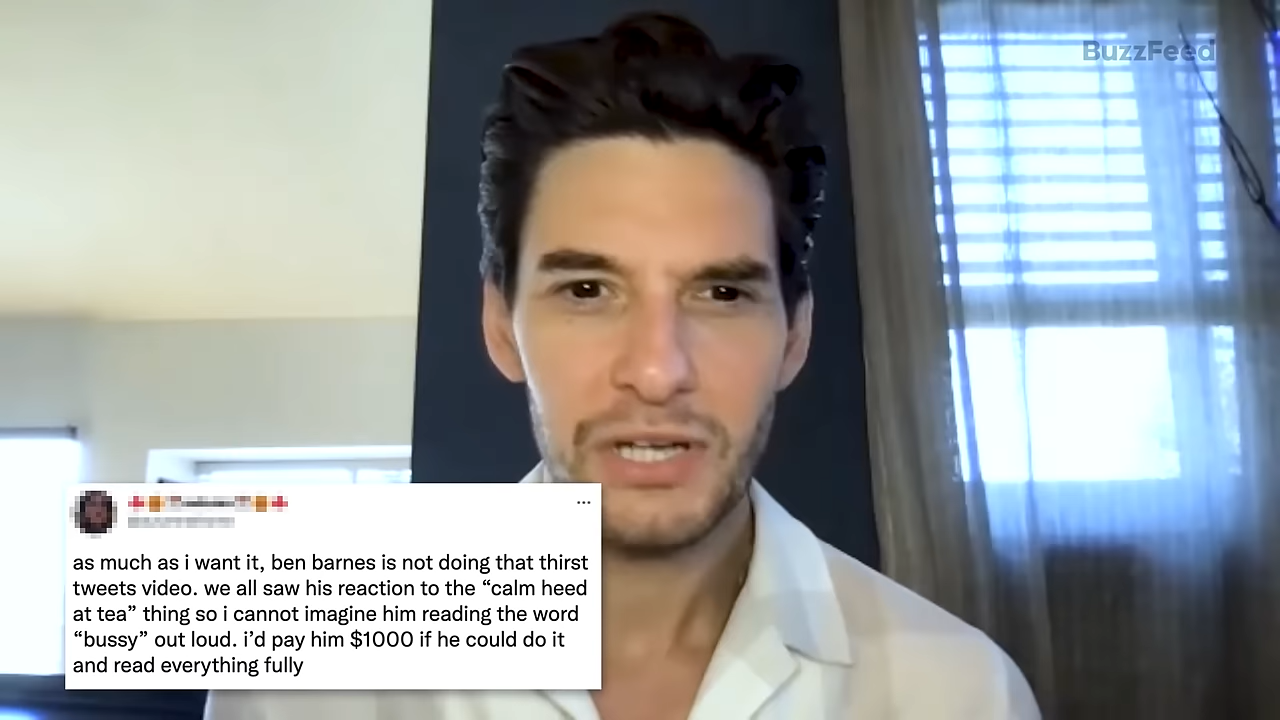 BuzzFeed
as much as i want it, ben barnes is not doing that thirst
tweets video. we all saw his reaction to the “calm heed
at tea” thing so i cannot imagine him reading the word
“bussy” out loud. i’d pay him $1000 if he could do it
and read everything fully